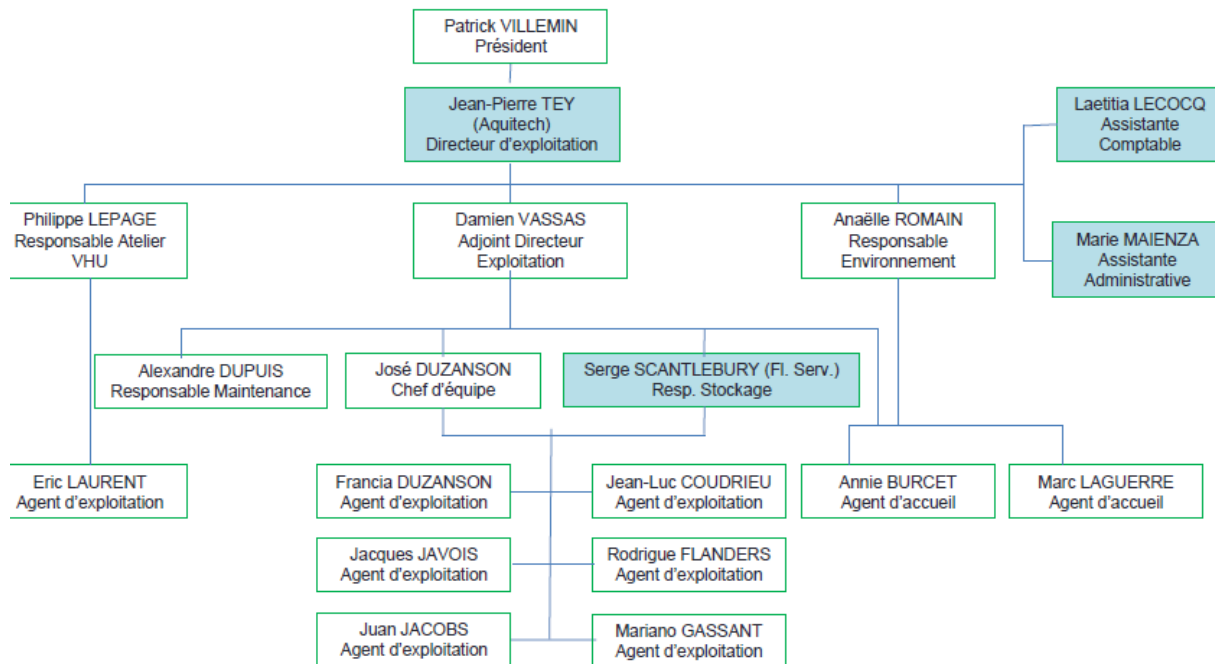 Patrick VILLEMIN
Président
Jean-Pierre TEY
(Aquitech)
Directeur d'exploitation
Laetitia LECOCQ
Assistante
Comptable
Philippe LEPAGE
Responsable Atelier
VHU
Damien VASSAS
Adjoint Directeur
Exploitation
Anaëlle ROMAIN
Responsable
Environnement
Marie MAIENZA
Assistante
Administrative
Alexandre DUPUIS
Responsable Maintenance
José DUZANSON
Chef d'équipe
Serge SCANTLEBURY (Fl. Serv.)
Resp. Stockage
Eric LAURENT
Agent d'exploitation
Francia DUZANSON
Agent d'exploitation
Jean-Luc COUDRIEU
Agent d'exploitation
Annie BURCET
Agent d'accueil
Marc LAGUERRE
Agent d'accueil
Jacques JAVOIS
Agent d'exploitation
Rodrigue FLANDERS
Agent d'exploitation
Juan JACOBS
Agent d'exploitation
Mariano GASSANT
Agent d'exploitation